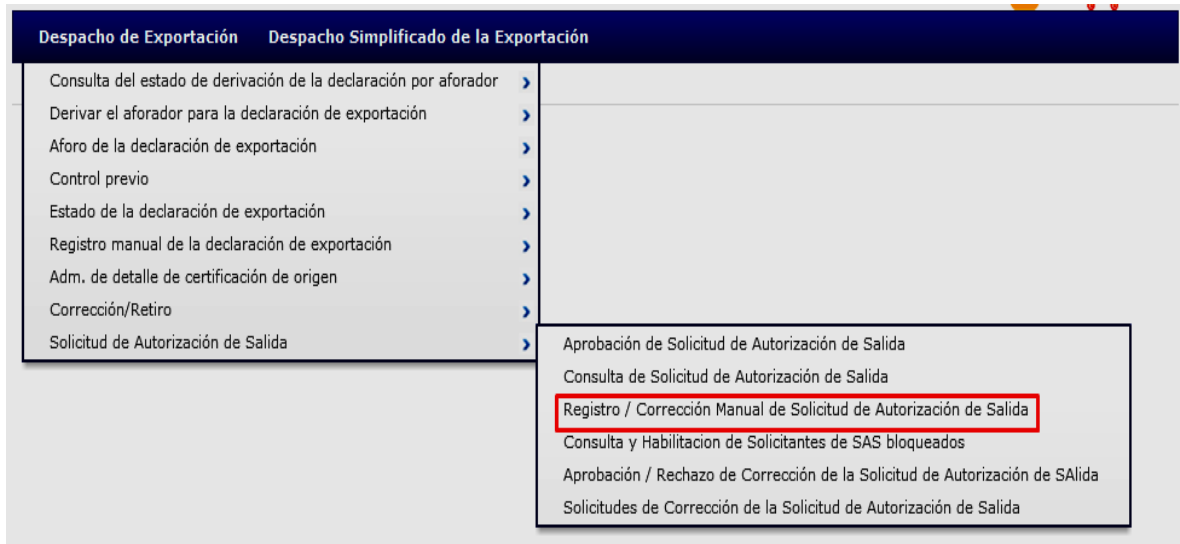 Despacho de Exportación Despacho Simplificado de la Exportación
Consulta del estado de derivación de la declaración por aforador
Derivar el aforador para la declaración de exportación
Aforo de la declaración de exportación
Control previo
Estado de la declaración de exportación
Registro manual de la declaración de exportación
Adm. de detalle de certificación de origen
Corrección/Retiro
Solicitud de Autorización de Salida
Aprobación de Solicitud de Autorización de Salida
Consulta de Solicitud de Autorización de Salida
Registro / Corrección Manual de Solicitud de Autorización de Salida
Consulta y Habilitacion de Solicitantes de SAS bloqueados
Aprobación / Rechazo de Corrección de la Solicitud de Autorización de SAlida
Solicitudes de Corrección de la Solicitud de Autorización de Salida